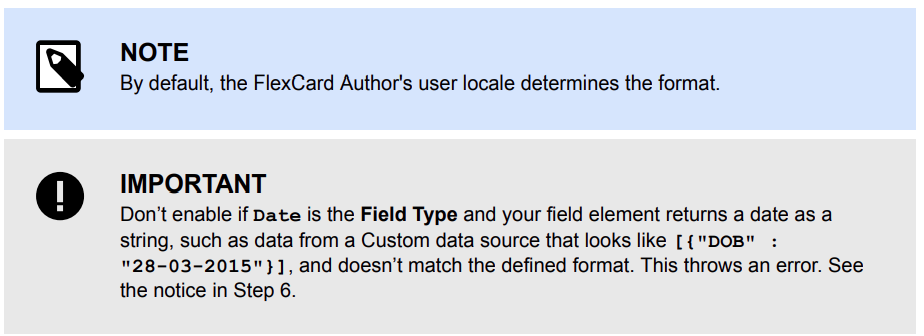 NOTE
By default, the FlexCard Author's user locale determines the format.
IMPORTANT
Don’t enable if Date is the Field Type and your field element returns a date as a
string, such as data from a Custom data source that looks like [{"DOB" :
"28-03-2015"}], and doesn’t match the defined format. This throws an error. See
the notice in Step 6.